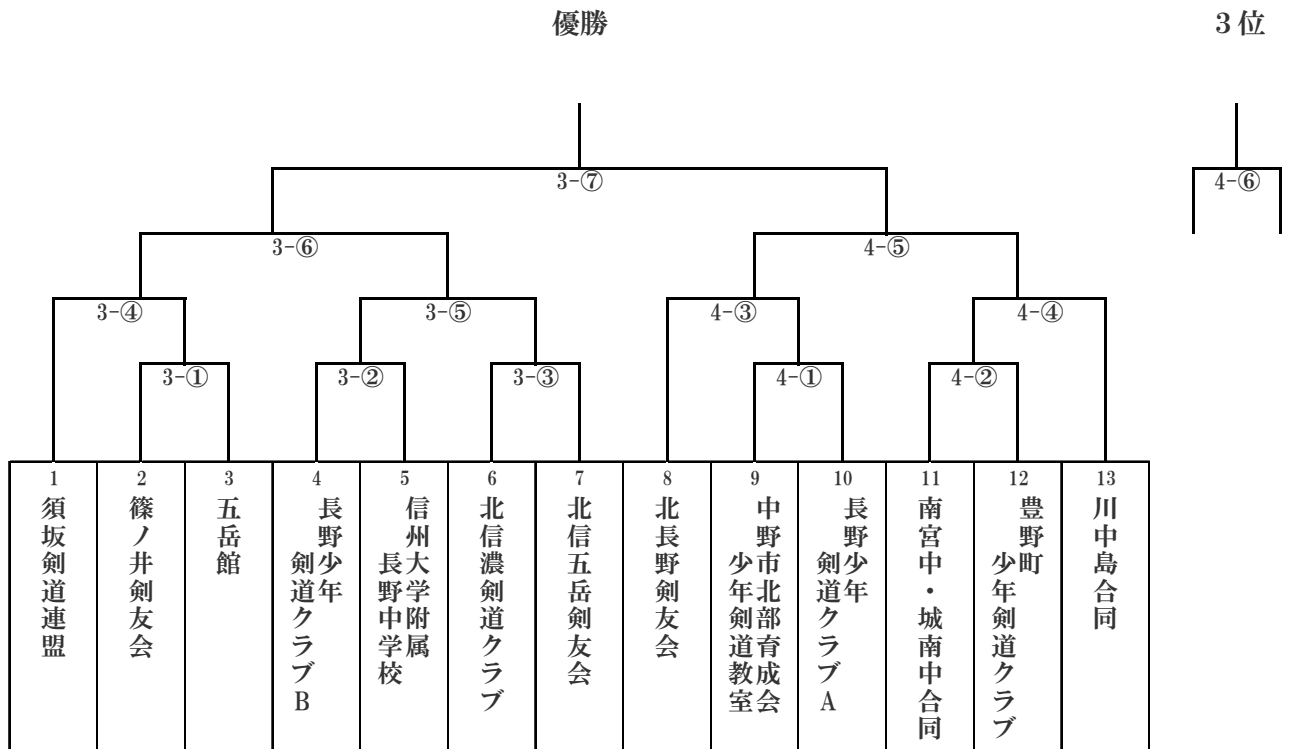 優勝
3位
3-⑦
4-⑥
3-⑥
4-⑤
3-④
3-⑤
4-③
4-④
3-①
3-②
3-③
4-①
4-②
1
須坂剣道連盟
2
篠ノ井剣友会
3
五岳館
4
長野少年
剣道クラブB
5
信州大学附属
長野中学校
6
北信濃剣道クラブ
7
北信五岳剣友会
8
北長野剣友会
9
中野市北部育成会
少年剣道教室
10
長野少年
剣道クラブA
11
南宮中・城南中合同
12
豊野町
少年剣道クラブ
13
川中島合同